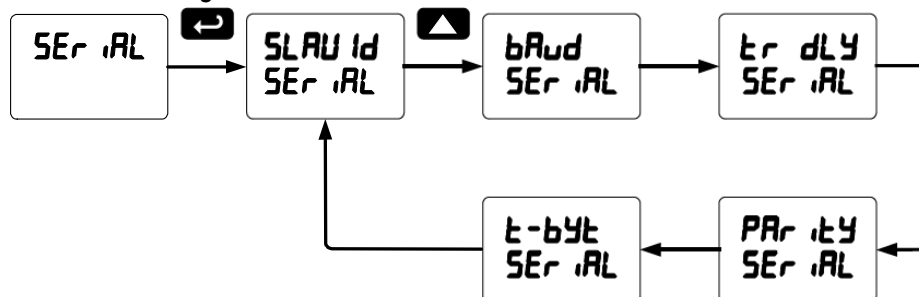 SEr iAL
SLAV Id
SEr iAL
bAud
SEr iAL
tr dLY
SEr iAL
t-bYt
SEr iAL
PAr itY
SEr iAL